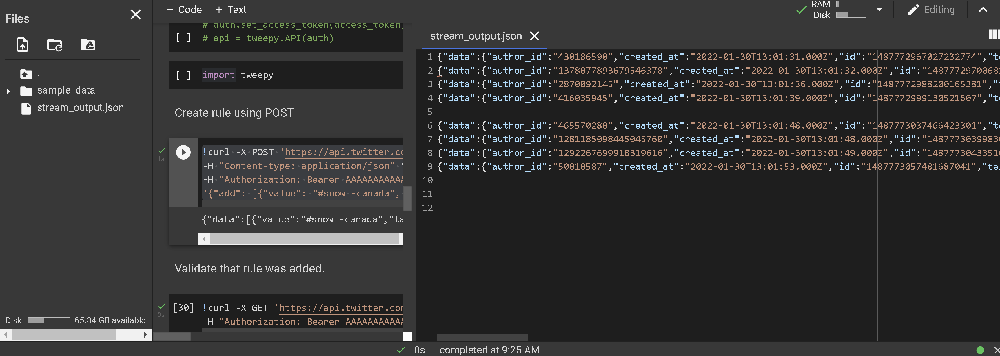 Files
+ Code + Text
RAM
Disk
Editing
..
sample_data
stream_output.json
Disk 65.84 GB available
# auth.set_access_token(access_token,
[ ] # api = tweepy.API(auth)
[ ] import tweepy
Create rule using POST
1s
!curl -X POST 'https://api.twitter.co
-H "Content-type: application/json" \
-H "Authorization: Bearer AAAAAAAAAAA
'{"add": [{"value": "#snow -canada",
{"data":[{"value":"#snow -canada","ta
Validate that rule was added.
0s
[30] !curl -X GET 'https://api.twitter.com
-H "Authorization: Bearer AAAAAAAAAAA
stream_output.json
1 {"data":{"author_id":"430186590","created_at":"2022-01-30T13:01:31.000Z","id":"1487772967027232774","te
2 {"data":{"author_id":"1378077893679546378","created_at":"2022-01-30T13:01:32.000Z","id":"14877729700681
3 {"data":{"author_id":"2870092145","created_at":"2022-01-30T13:01:36.000Z","id":"1487772988200165381","t
4 {"data":{"author_id":"416035945","created_at":"2022-01-30T13:01:39.000Z","id":"1487772999130521607","te
5
6 {"data":{"author_id":"465570280","created_at":"2022-01-30T13:01:48.000Z","id":"1487773037466423301","te
7 {"data":{"author_id":"1281185098445045760","created_at":"2022-01-30T13:01:48.000Z","id":"14877730399830
8 {"data":{"author_id":"1292267699918319616","created_at":"2022-01-30T13:01:49.000Z","id":"14877730433510
9 {"data":{"author_id":"50010587","created_at":"2022-01-30T13:01:53.000Z","id":"1487773057481687041","tex
10
11
12
0s completed at 9:25 AM